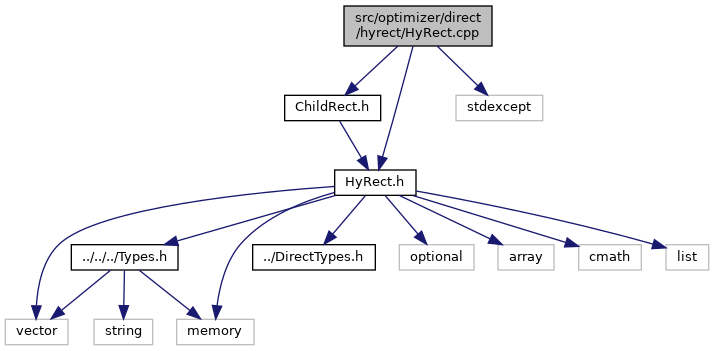 src/optimizer/direct
/hyrect/HyRect.cpp
ChildRect.h
stdexcept
HyRect.h
../../../Types.h
../DirectTypes.h
optional
array
cmath
list
vector
string
memory